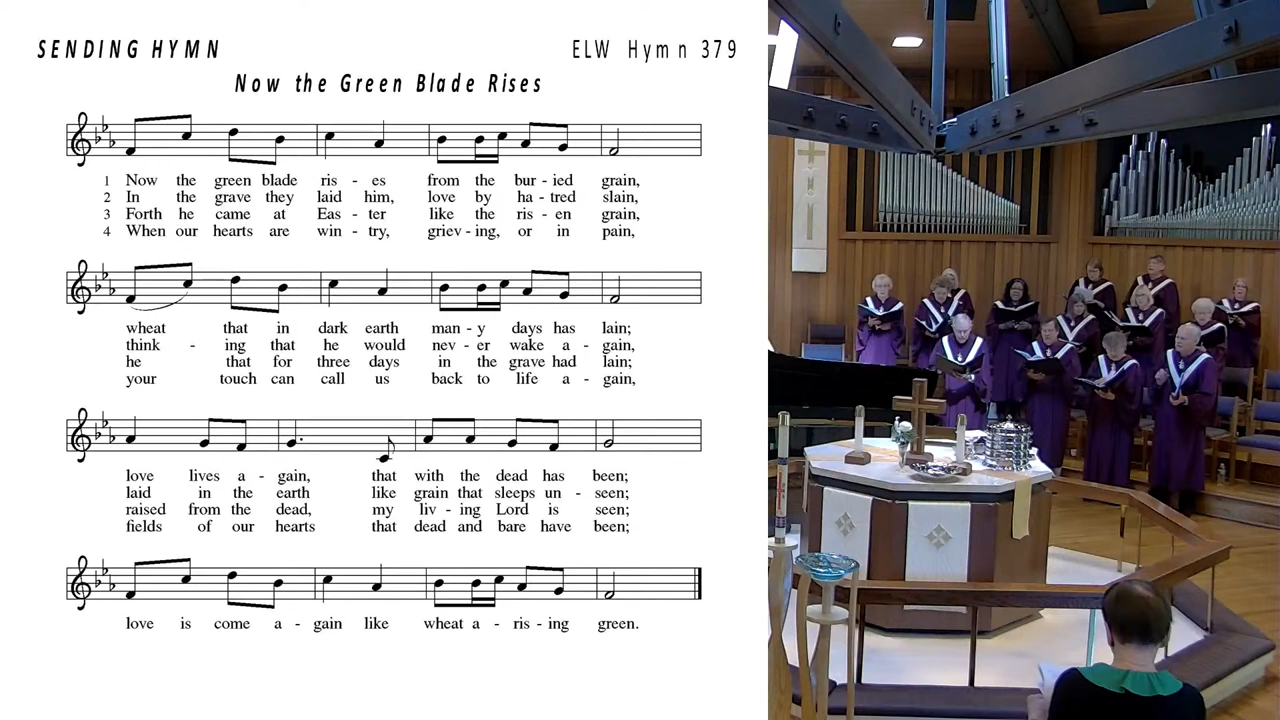 SENDING HYMN
ELW Hymn 379
Now the Green Blade Rises
1 Now the green blade ris - es from the bur - ied grain,
2 In the grave they laid him, love by ha - tred slain,
3 Forth he came at Eas - ter like the ris - en grain,
4 When our hearts are win - try, griev - ing, or in pain,
wheat that in dark earth man - y days has lain;
think - ing that he would nev - er wake a - gain,
he that for three days in the grave had lain;
your touch can call us back to life a - gain,
love lives a - gain, that with the dead has been;
laid in the earth like grain that sleeps un - seen;
raised from the dead, my liv - ing Lord is seen;
fields of our hearts that dead and bare have been;
love is come a - gain like wheat a - ris - ing green.